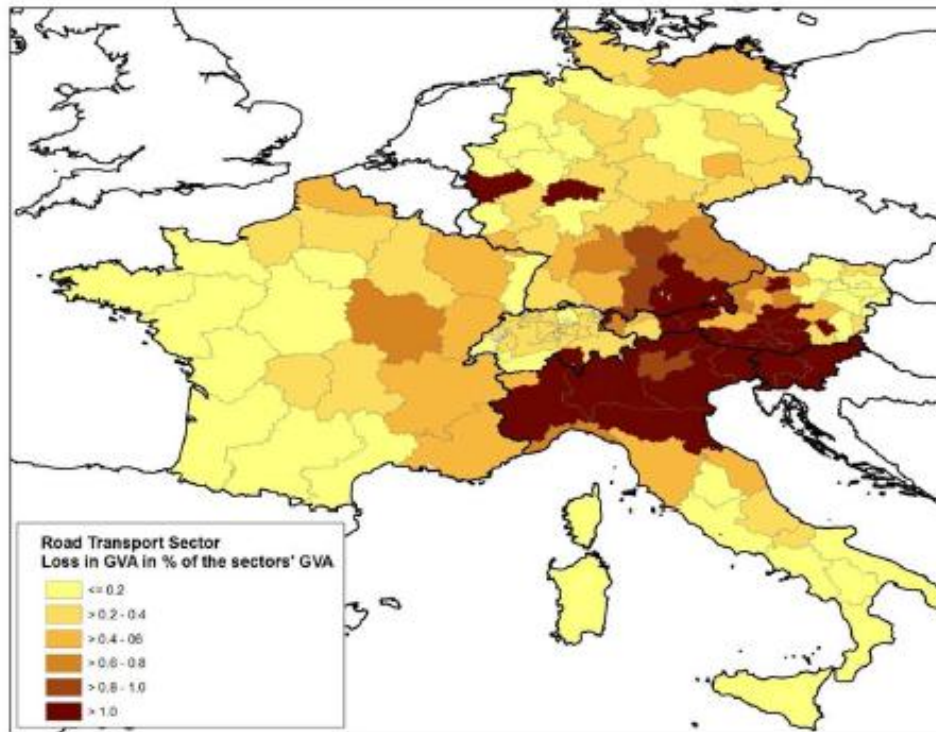 Road Transport Sector
Loss in GVA in % of the sectors' GVA
<= 0.2
> 0.2 - 0.4
> 0.4 - 06
> 0.6 - 0.8
> 0.8 - 1.0
> 1.0